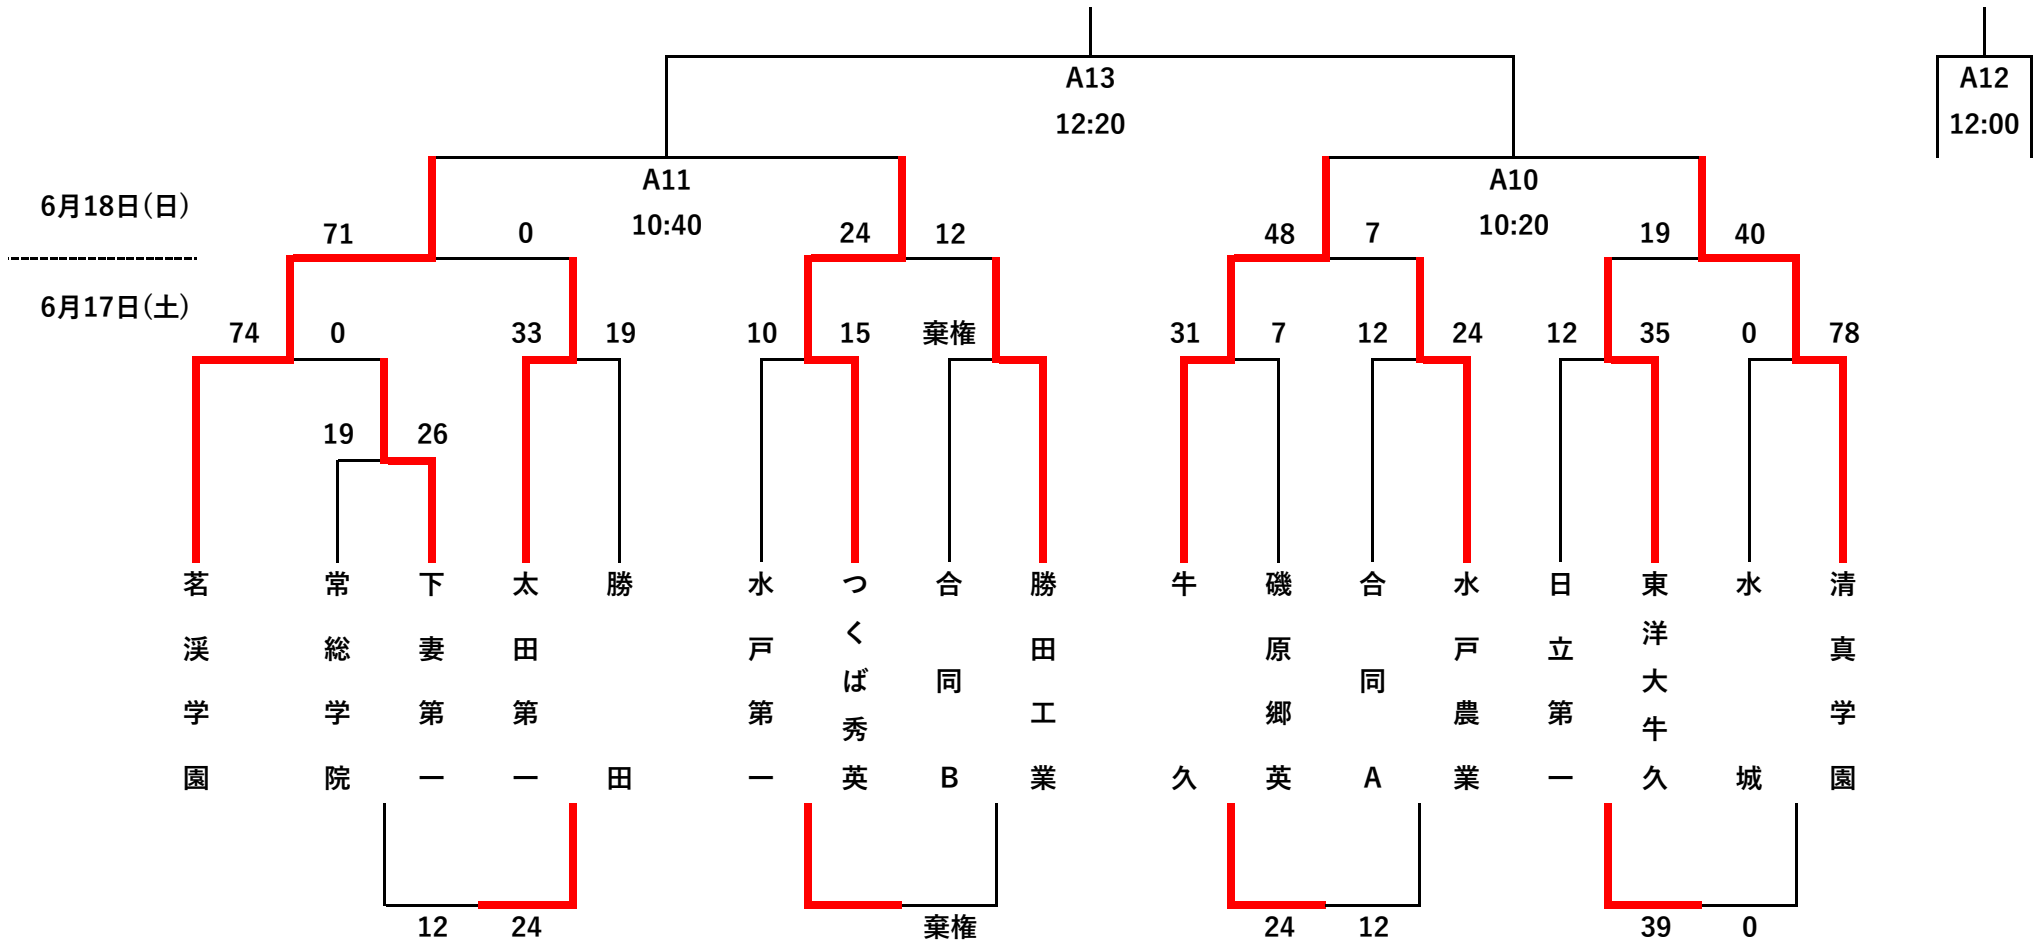 A13
12:20
A12
12:00
6月18日(日)
A11
10:40
A10
10:20
71 0 24 12 48 7 19 40
6月17日(土)
74 0 33 19 10 15 棄権 31 7 12 24 12 35 0 78
19 26
茗渓学園
常総学院
下妻第一
太田第一
勝田
水戸第一
つくば秀英
合同B
勝田工業
牛久
磯原郷英
合同A
水戸農業
日立第一
東洋大牛久
水城
清真学園
12 24 棄権 24 12 39 0